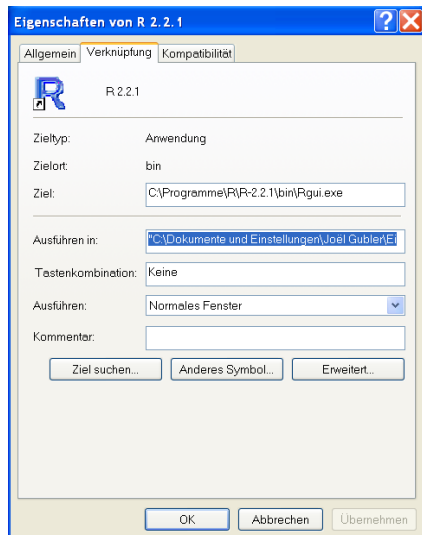 Eigenschaften von R 2.2.1
Allgemein Verknüpfung Kompatibilität
R 2.2.1
Zieltyp: Anwendung
Zielort: bin
Ziel: C:\Programme\R\R-2.2.1\bin\Rgui.exe
Ausführen in: "C:\Dokumente und Einstellungen\Joël Gubler\Ei
Tastenkombination: Keine
Ausführen: Normales Fenster
Kommentar:
Ziel suchen... Anderes Symbol... Erweitert...
OK Abbrechen Übernehmen